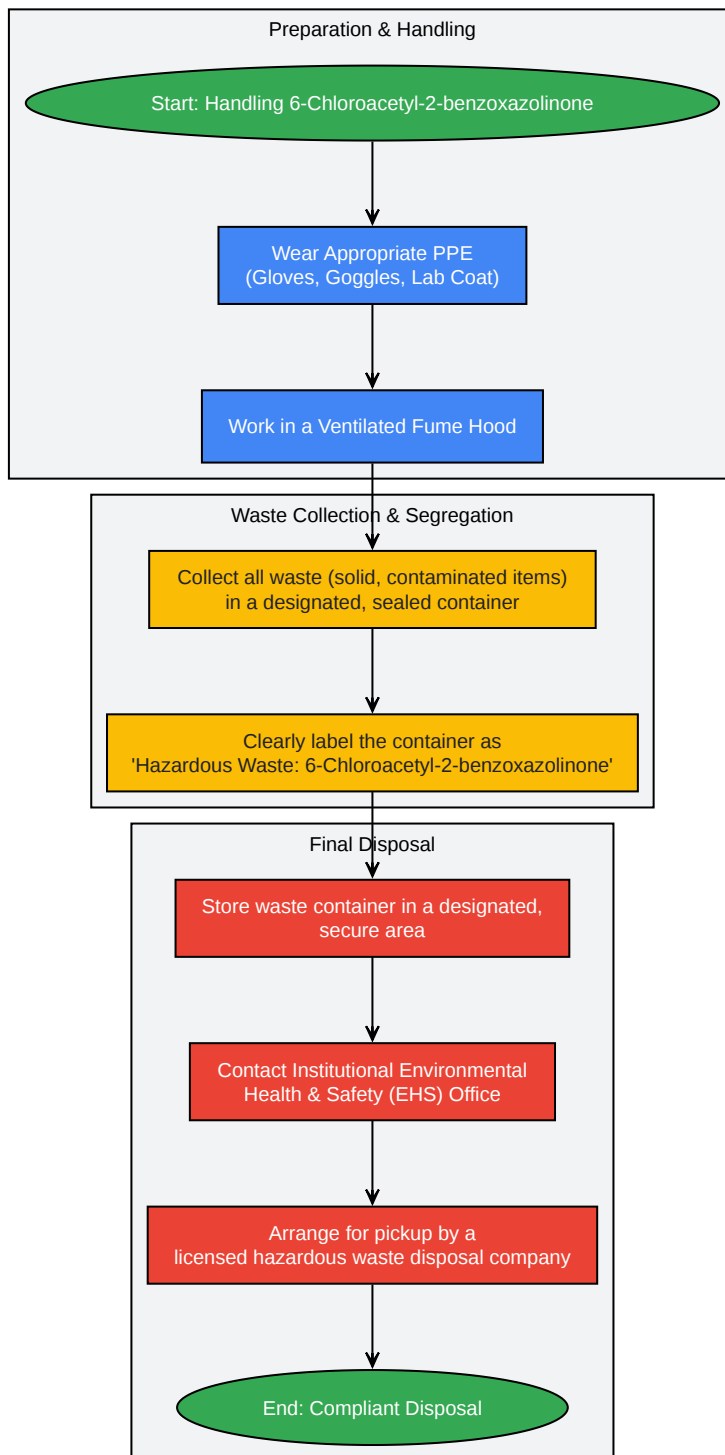 Preparation & Handling
Start: Handling 6-Chloroacetyl-2-benzoxazolinone
Wear Appropriate PPE
(Gloves, Goggles, Lab Coat)
Work in a Ventilated Fume Hood
Waste Collection & Segregation
Collect all waste (solid, contaminated items)
in a designated, sealed container
Clearly label the container as
'Hazardous Waste: 6-Chloroacetyl-2-benzoxazolinone'
Final Disposal
Store waste container in a designated,
secure area
Contact Institutional Environmental
Health & Safety (EHS) Office
Arrange for pickup by a
licensed hazardous waste disposal company
End: Compliant Disposal